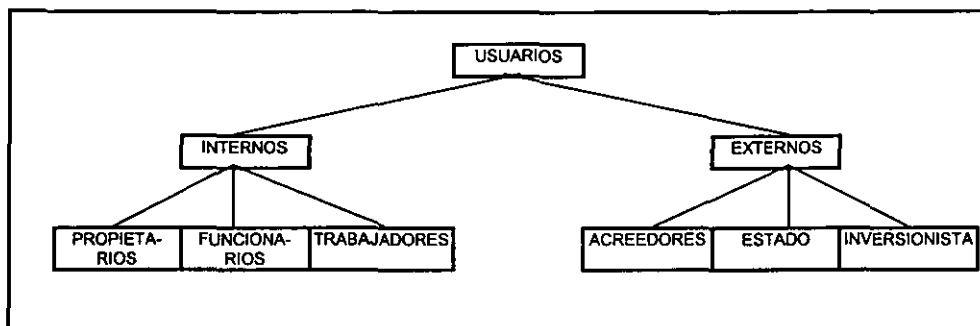 USUARIOS
INTERNOS
EXTERNOS
PROPIETA-
RIOS
FUNCIONA-
RIOS
TRABAJADORES
ACREEDORES
ESTADO
INVERSIONISTA